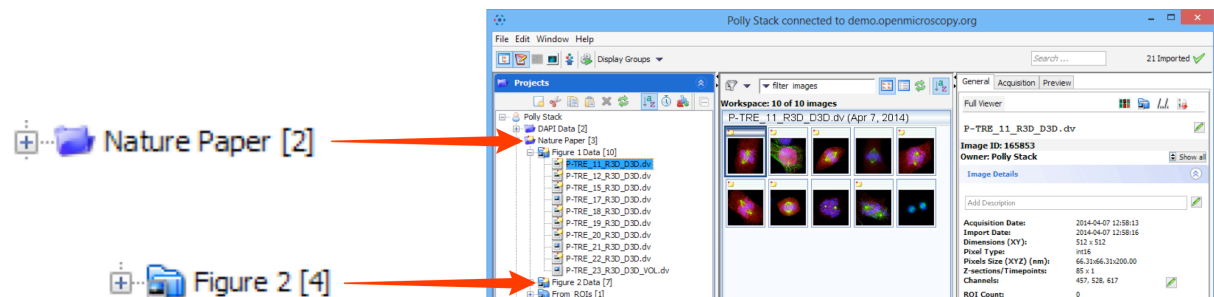 Polly Stack connected to demo.openmicroscopy.org
File Edit Window Help
Display Groups
Search ...
21 Imported
Projects
Polly Stack
DAPI Data [2]
Nature Paper [3]
Figure 1 Data [10]
P-TRE_11_R3D_D3D.dv
P-TRE_12_R3D_D3D.dv
P-TRE_15_R3D_D3D.dv
P-TRE_17_R3D_D3D.dv
P-TRE_18_R3D_D3D.dv
P-TRE_19_R3D_D3D.dv
P-TRE_20_R3D_D3D.dv
P-TRE_21_R3D_D3D.dv
P-TRE_22_R3D_D3D.dv
P-TRE_23_R3D_D3D_VOL.dv
Figure 2 Data [7]
From ROIs [1]
Nature Paper [2]
Figure 2 [4]
filter images
Workspace: 10 of 10 images
P-TRE_11_R3D_D3D.dv (Apr 7, 2014)
General Acquisition Preview
Full Viewer
P-TRE_11_R3D_D3D.dv
Image ID: 165853
Owner: Polly Stack
Show all
Image Details
Add Description
Acquisition Date: 2014-04-07 12:58:13
Import Date: 2014-04-07 12:58:16
Dimensions (XY): 512 x 512
Pixel Type: int16
Pixels Size (XYZ) (nm): 66.31x66.31x200.00
Z-sections/Timepoints: 85 x 1
Channels: 457, 528, 617
ROI Count: 0